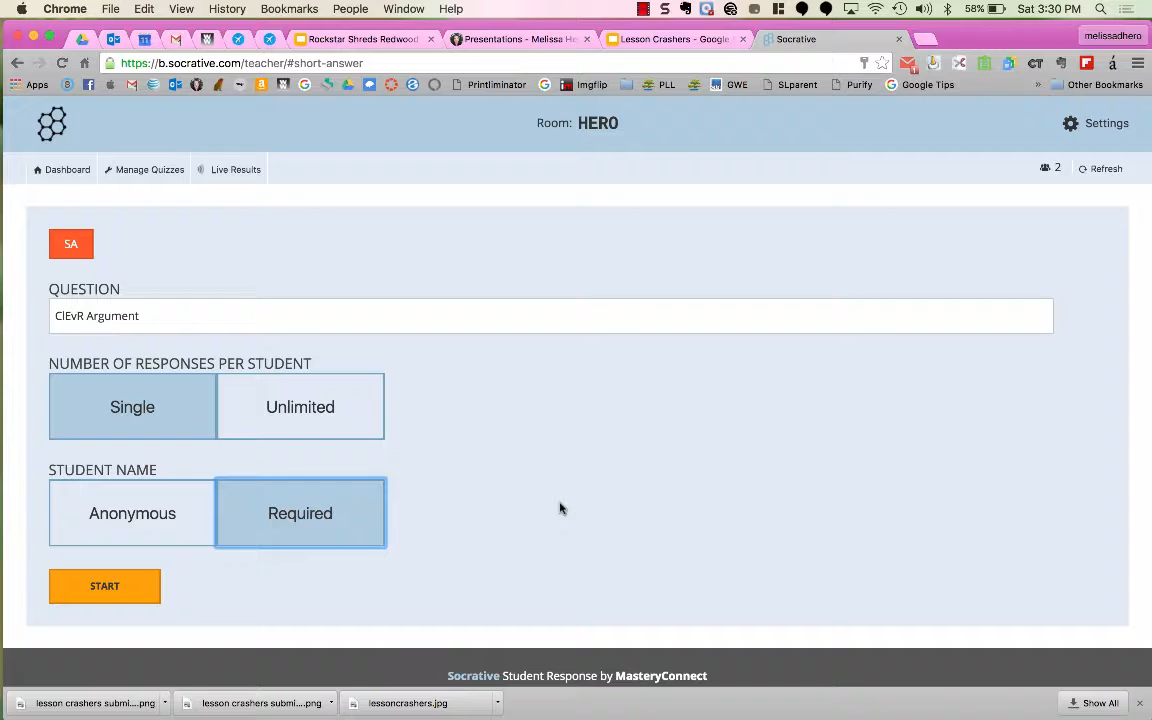 Chrome File Edit View History Bookmarks People Window Help 58% Sat 3:30 PM
Rockstar Shreds Redwood × Presentations - Melissa He × Lesson Crashers - Google × Socrative × melissadhero
https://b.socrative.com/teacher/#short-answer
Apps Printliminator Imgflip PLL GWE SLparent Purify Google Tips » Other Bookmarks
Room: HERO Settings
Dashboard Manage Quizzes Live Results 2 Refresh
SA
QUESTION
ClEvR Argument
NUMBER OF RESPONSES PER STUDENT
Single Unlimited
STUDENT NAME
Anonymous Required
START
Socrative Student Response by MasteryConnect
lesson crashers submi....png lesson crashers submi....png lessoncrashers.jpg Show All ×